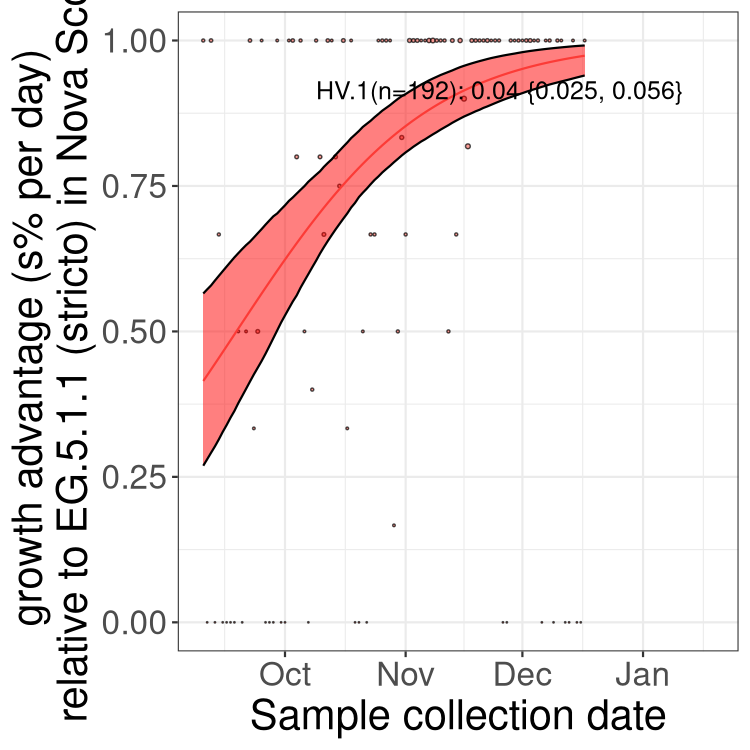 growth advantage (s% per day)
relative to EG.5.1.1 (stricto) in Nova Sco
1.00
0.75
0.50
0.25
0.00
HV.1(n=192): 0.04 {0.025, 0.056}
Oct Nov Dec Jan
Sample collection date